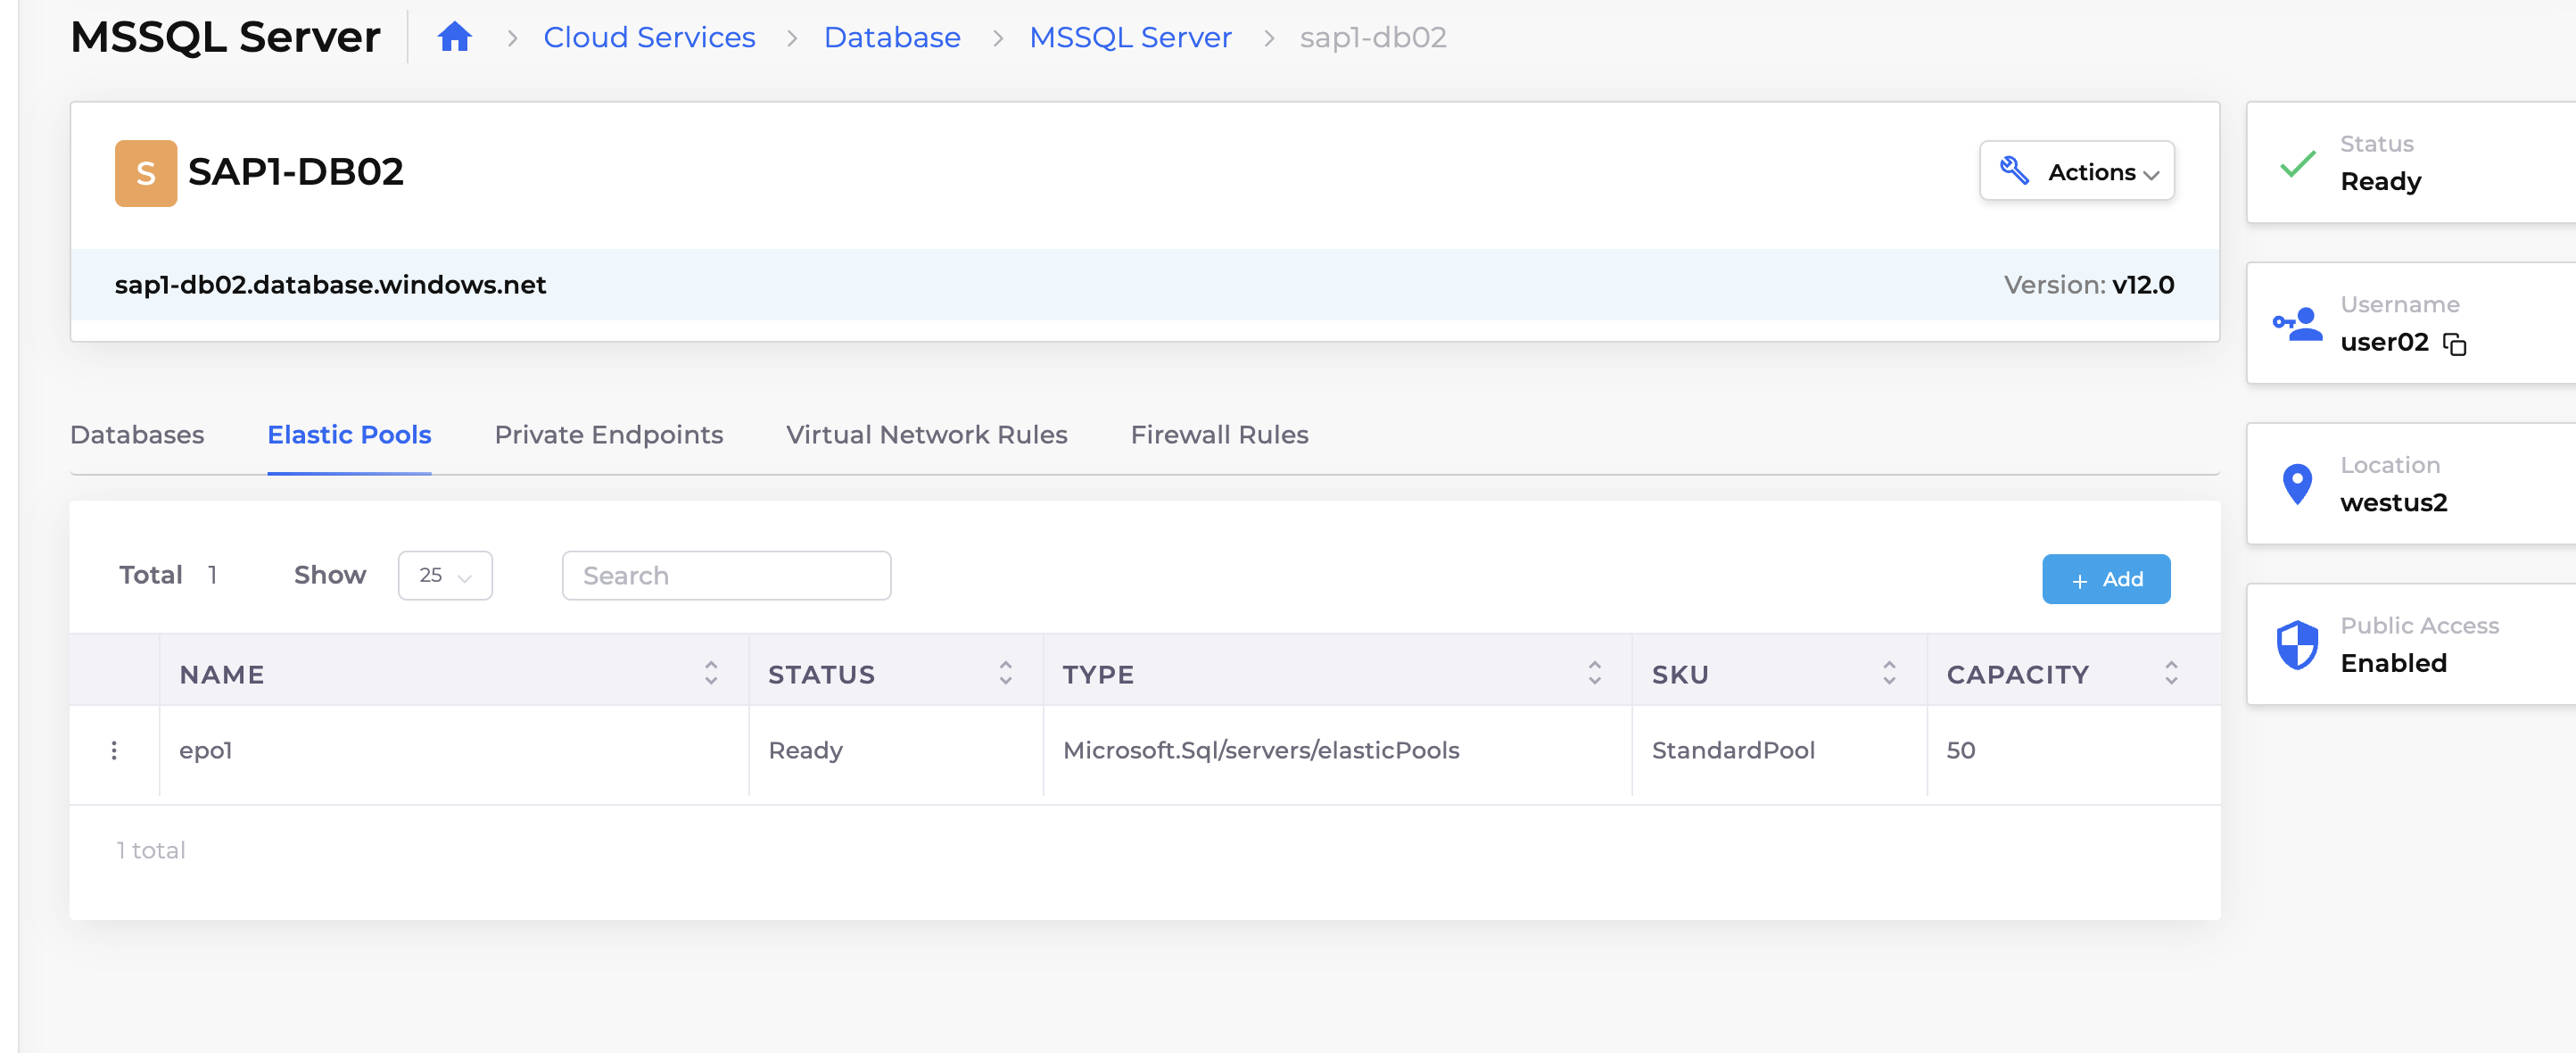 MSSQL Server
Cloud Services > Database > MSSQL Server > sap1-db02
S SAP1-DB02
Actions
sap1-db02.database.windows.net
Version: v12.0
Status
Ready
Username
user02
Location
westus2
Public Access
Enabled
Databases Elastic Pools Private Endpoints Virtual Network Rules Firewall Rules
Total 1 Show 25 Search + Add
NAME STATUS TYPE SKU CAPACITY
epo1 Ready Microsoft.Sql/servers/elasticPools StandardPool 50
1 total